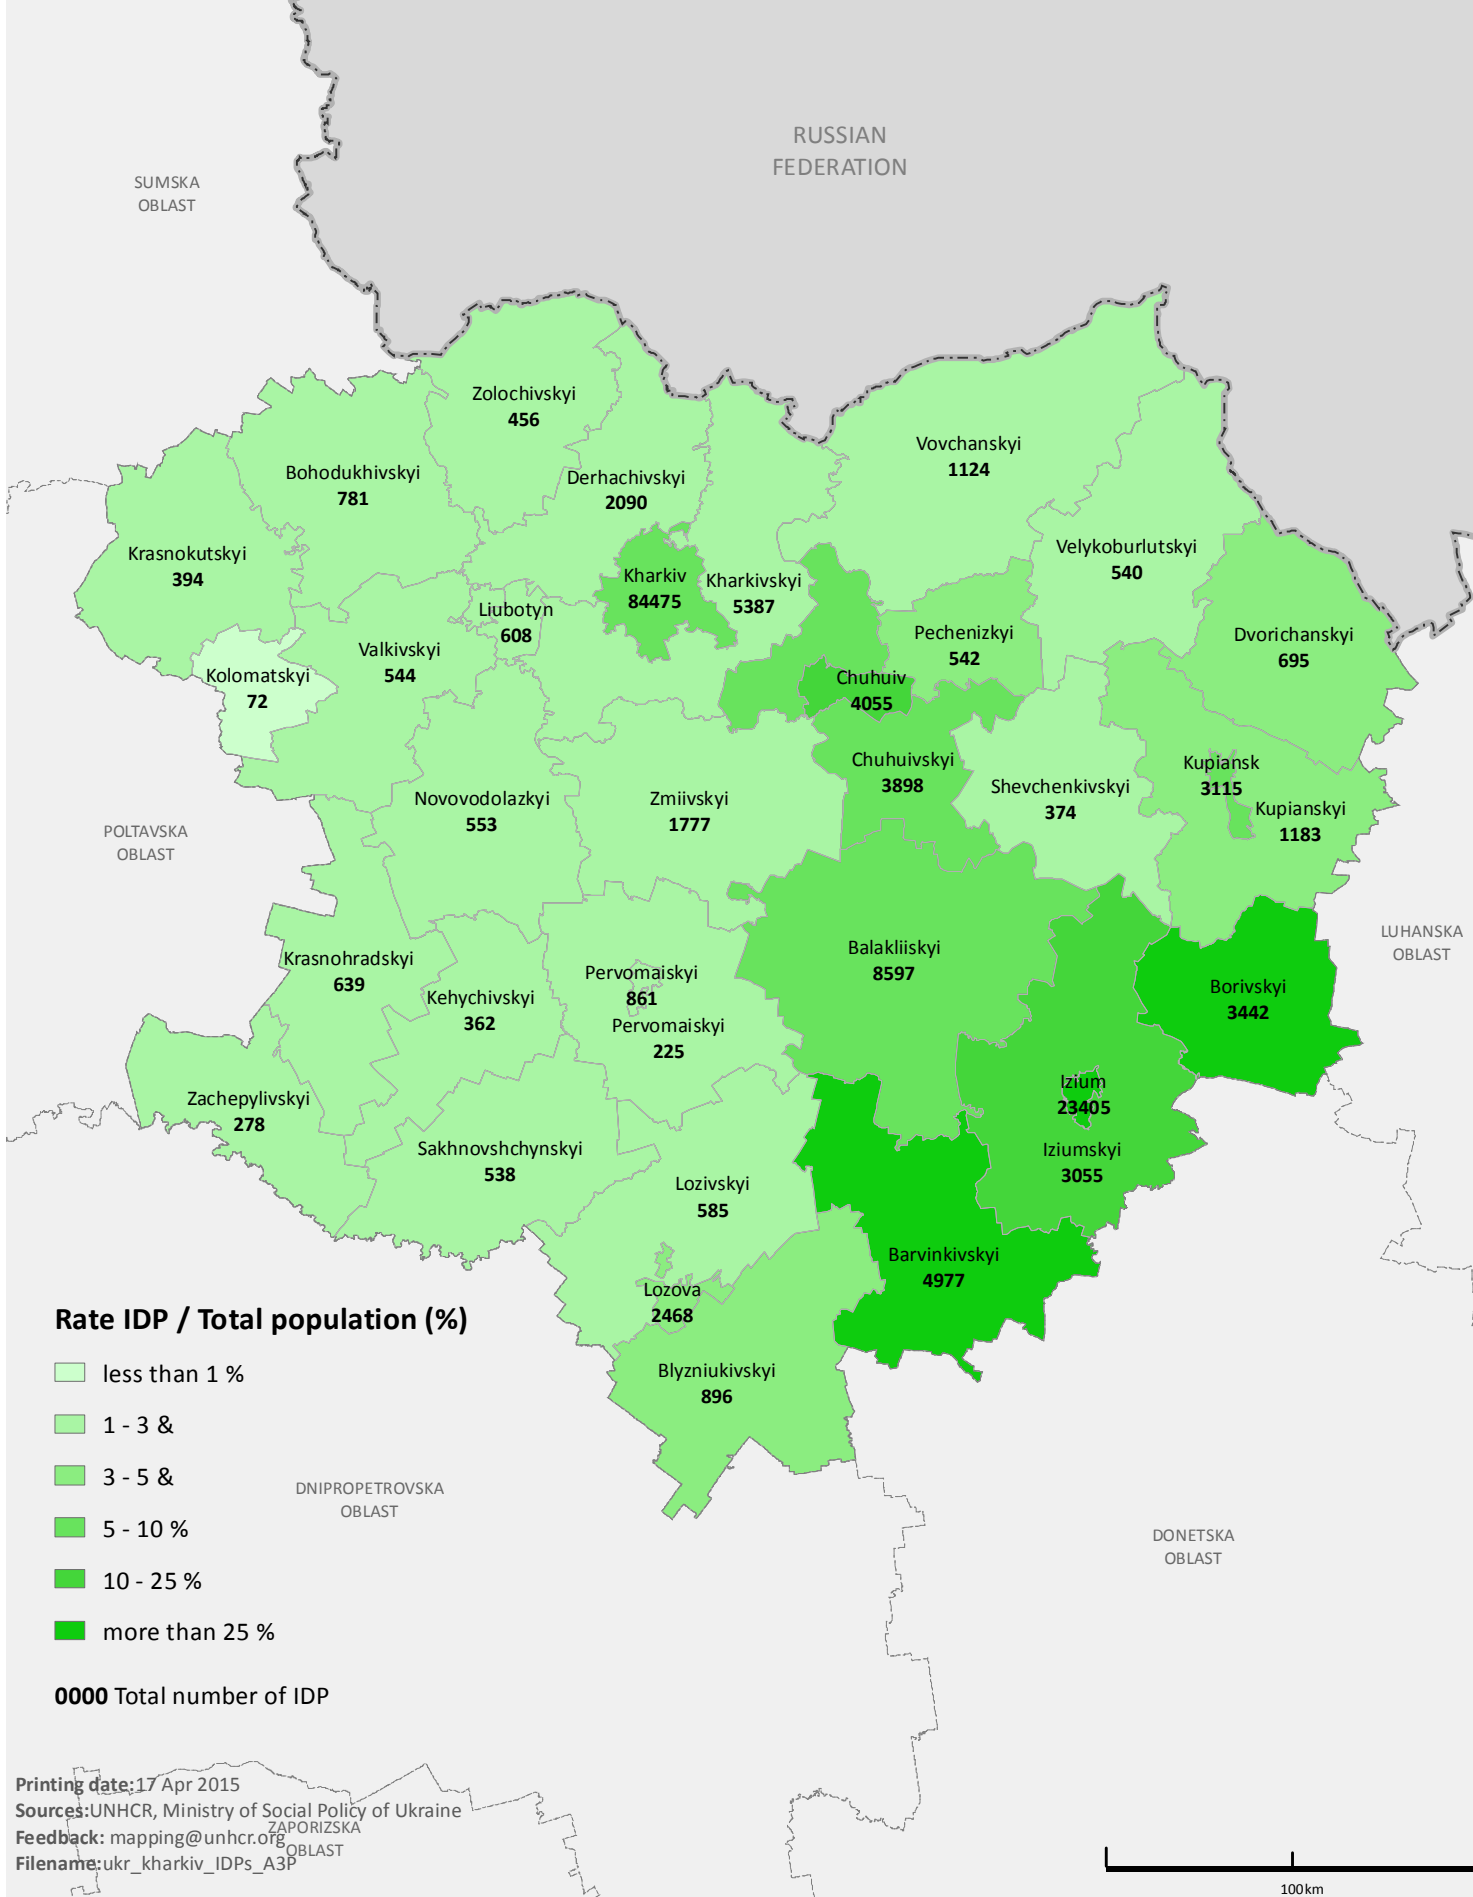 RUSSIAN
FEDERATION
SUMSKA
OBLAST
Zolochivskyi
456
Vovchanskyi
1124
Bohodukhivskyi
781
Derhachivskyi
2090
Krasnokutskyi
394
Velykoburlutskyi
540
Kharkiv
84475
Kharkivskyi
5387
Liubotyn
608
Pechenizkyi
542
Dvorichanskyi
695
Valkivskyi
544
Kolomatskyi
72
Chuhuiv
4055
Chuhuivskyi
3898
Kupiansk
3115
Shevchenkivskyi
374
Novovodolazkyi
553
Zmiivskyi
1777
Kupianskyi
1183
POLTAVSKA
OBLAST
LUHANSKA
OBLAST
Balakliiskyi
8597
Krasnohradskyi
639
Pervomaiskyi
861
Borivskyi
3442
Kehychivskyi
362
Pervomaiskyi
225
Izium
23405
Zachepylivskyi
278
Sakhnovshchynskyi
538
Iziumskyi
3055
Lozivskyi
585
Barvinkivskyi
4977
Lozova
2468
Blyzniukivskyi
896
Rate IDP / Total population (%)
less than 1 %
1 - 3 &
3 - 5 &
5 - 10 %
10 - 25 %
more than 25 %
0000 Total number of IDP
DNIPROPETROVSKA
OBLAST
DONETSKA
OBLAST
Printing date:17 Apr 2015
Sources:UNHCR, Ministry of Social Policy of Ukraine
Feedback: mapping@unhcr.org
Filename:ukr_kharkiv_IDPs_A3P
ZAPORIZSKA
OBLAST
100km